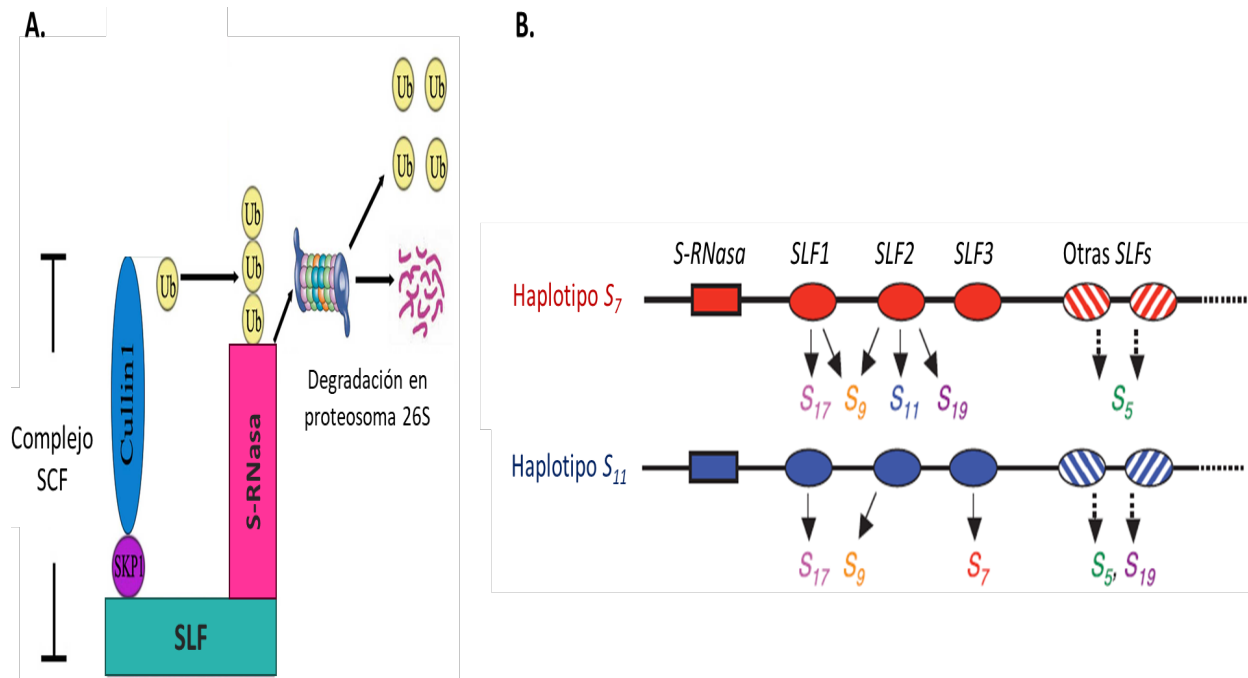 A.
Ub Ub
Ub Ub
Ub
Ub
Ub
Ub
Cullin1
S-RNasa
Degradación en
proteosoma 26S
Complejo
SCF
SKP1
SLF
B.
S-RNasa SLF1 SLF2 SLF3 Otras SLFs
Haplotipo S7
S17 S9 S11 S19 S5
Haplotipo S11
S17 S9 S7 S5, S19